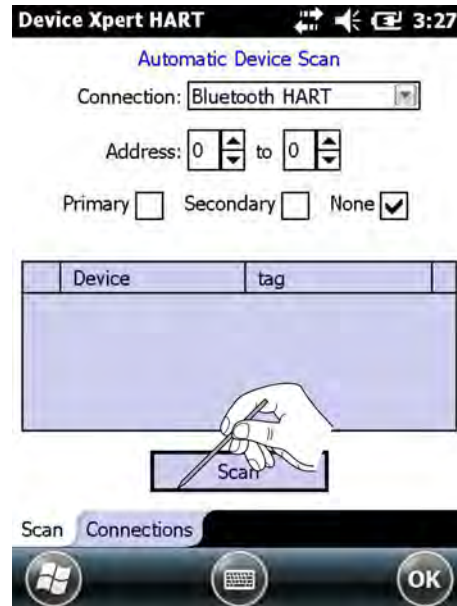 Device Xpert HART 3:27
Automatic Device Scan
Connection: Bluetooth HART
Address: 0 to 0
Primary Secondary None
Device tag
Scan
Scan Connections
OK